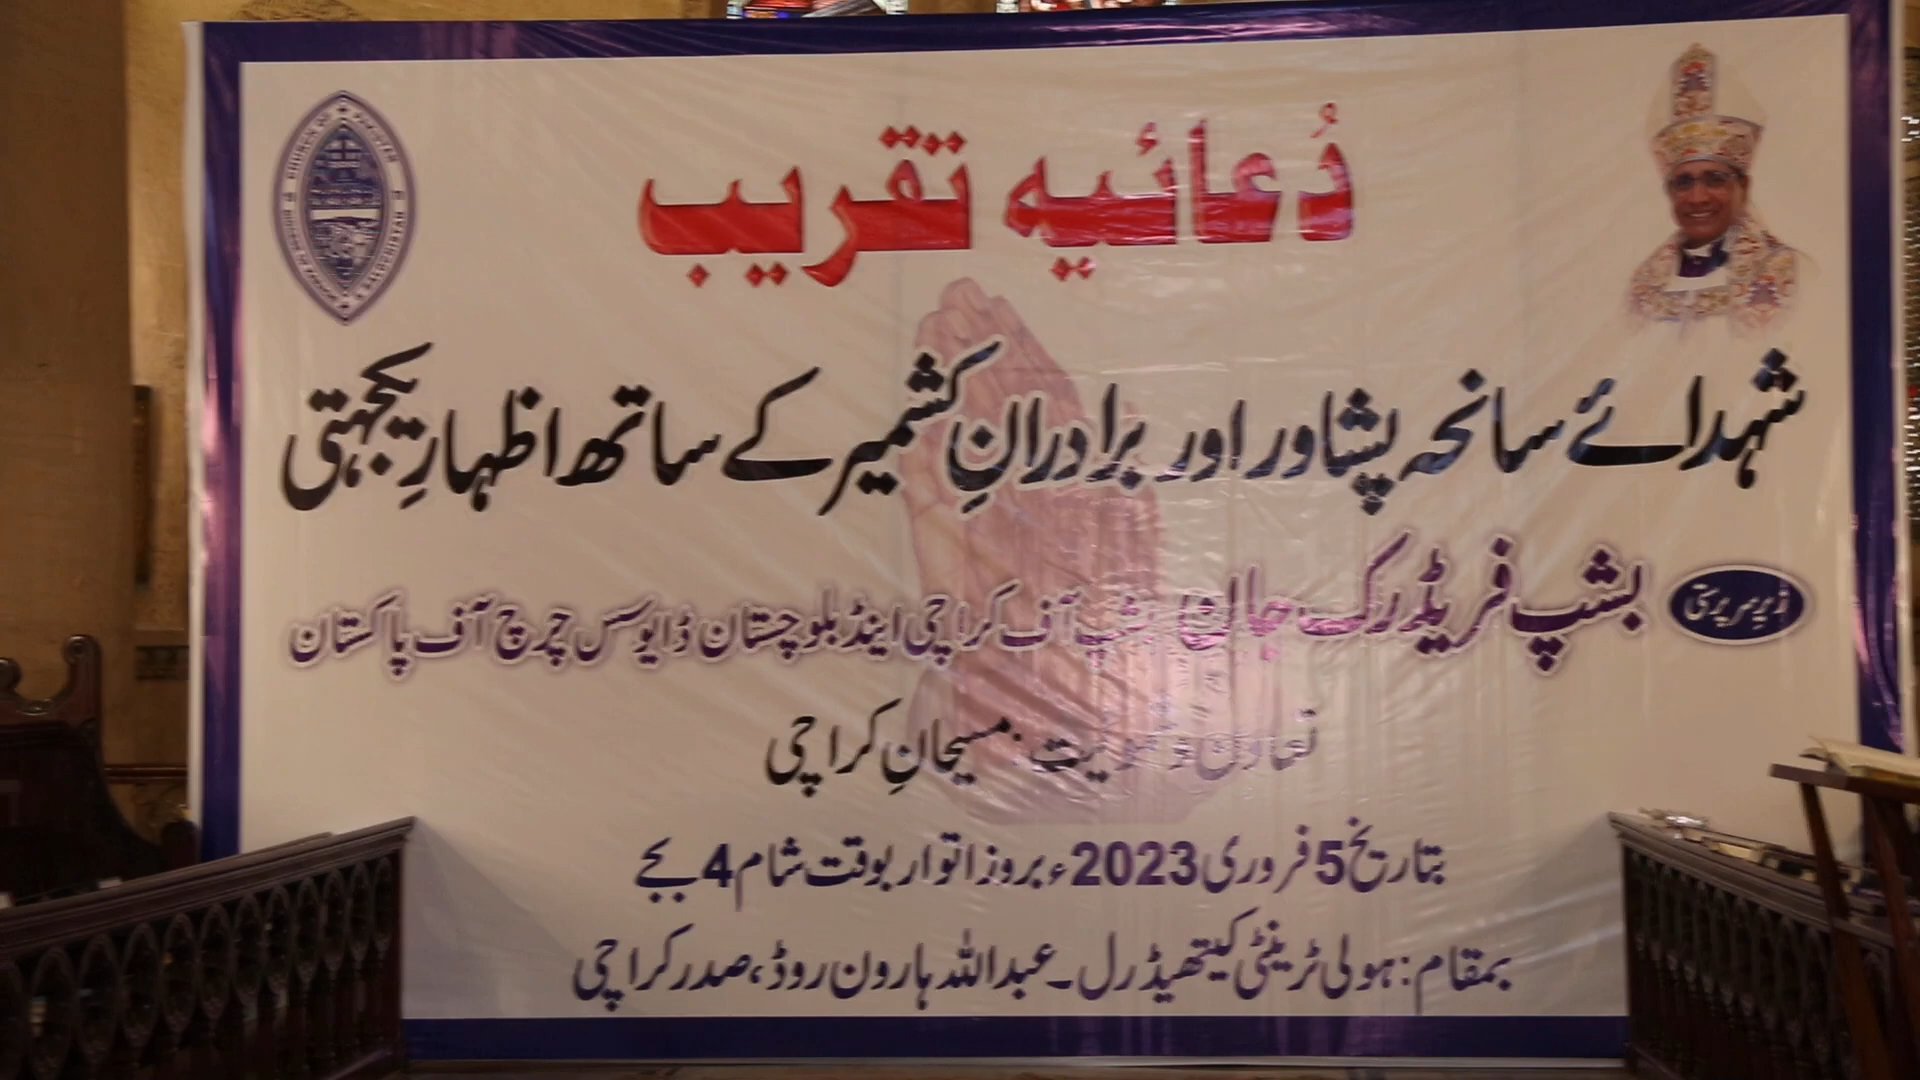 دُعائیہ تقریب
شہدائے سانحہ پشاور اور برادرانِ کشمیر کے ساتھ اظہارِ یکجہتی
زیرِ سرپرستی بشپ فریڈرک جان بشپ آف کراچی اینڈ بلوچستان ڈایوسس چرچ آف پاکستان
تعاون و شمولیت: مسیحانِ کراچی
بتاریخ 5 فروری 2023ء بروز اتوار بوقت شام 4 بجے
بمقام: ہولی ٹرینٹی کیتھیڈرل۔ عبداللہ ہارون روڈ، صدر کراچی